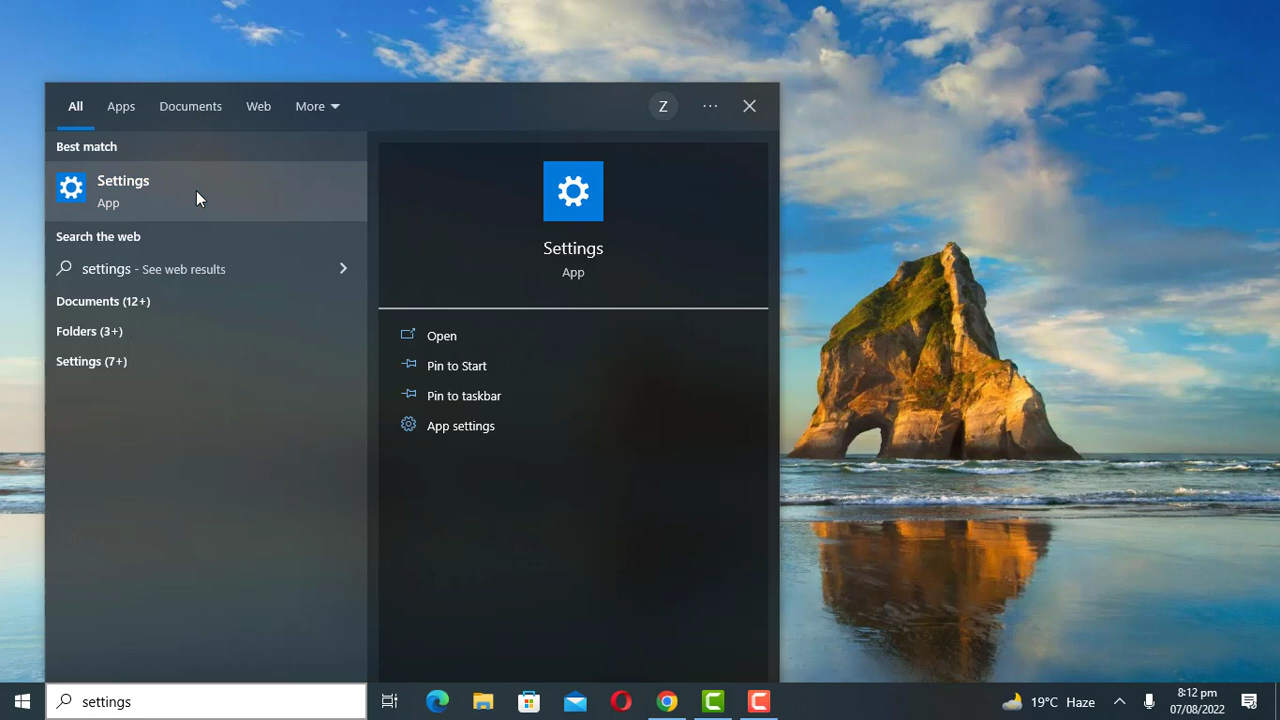 All Apps Documents Web More Z ...
Best match
Settings
App
Search the web
settings - See web results
Documents (12+)
Folders (3+)
Settings (7+)
Settings
App
Open
Pin to Start
Pin to taskbar
App settings
settings
19°C Haze
8:12 pm
07/08/2022